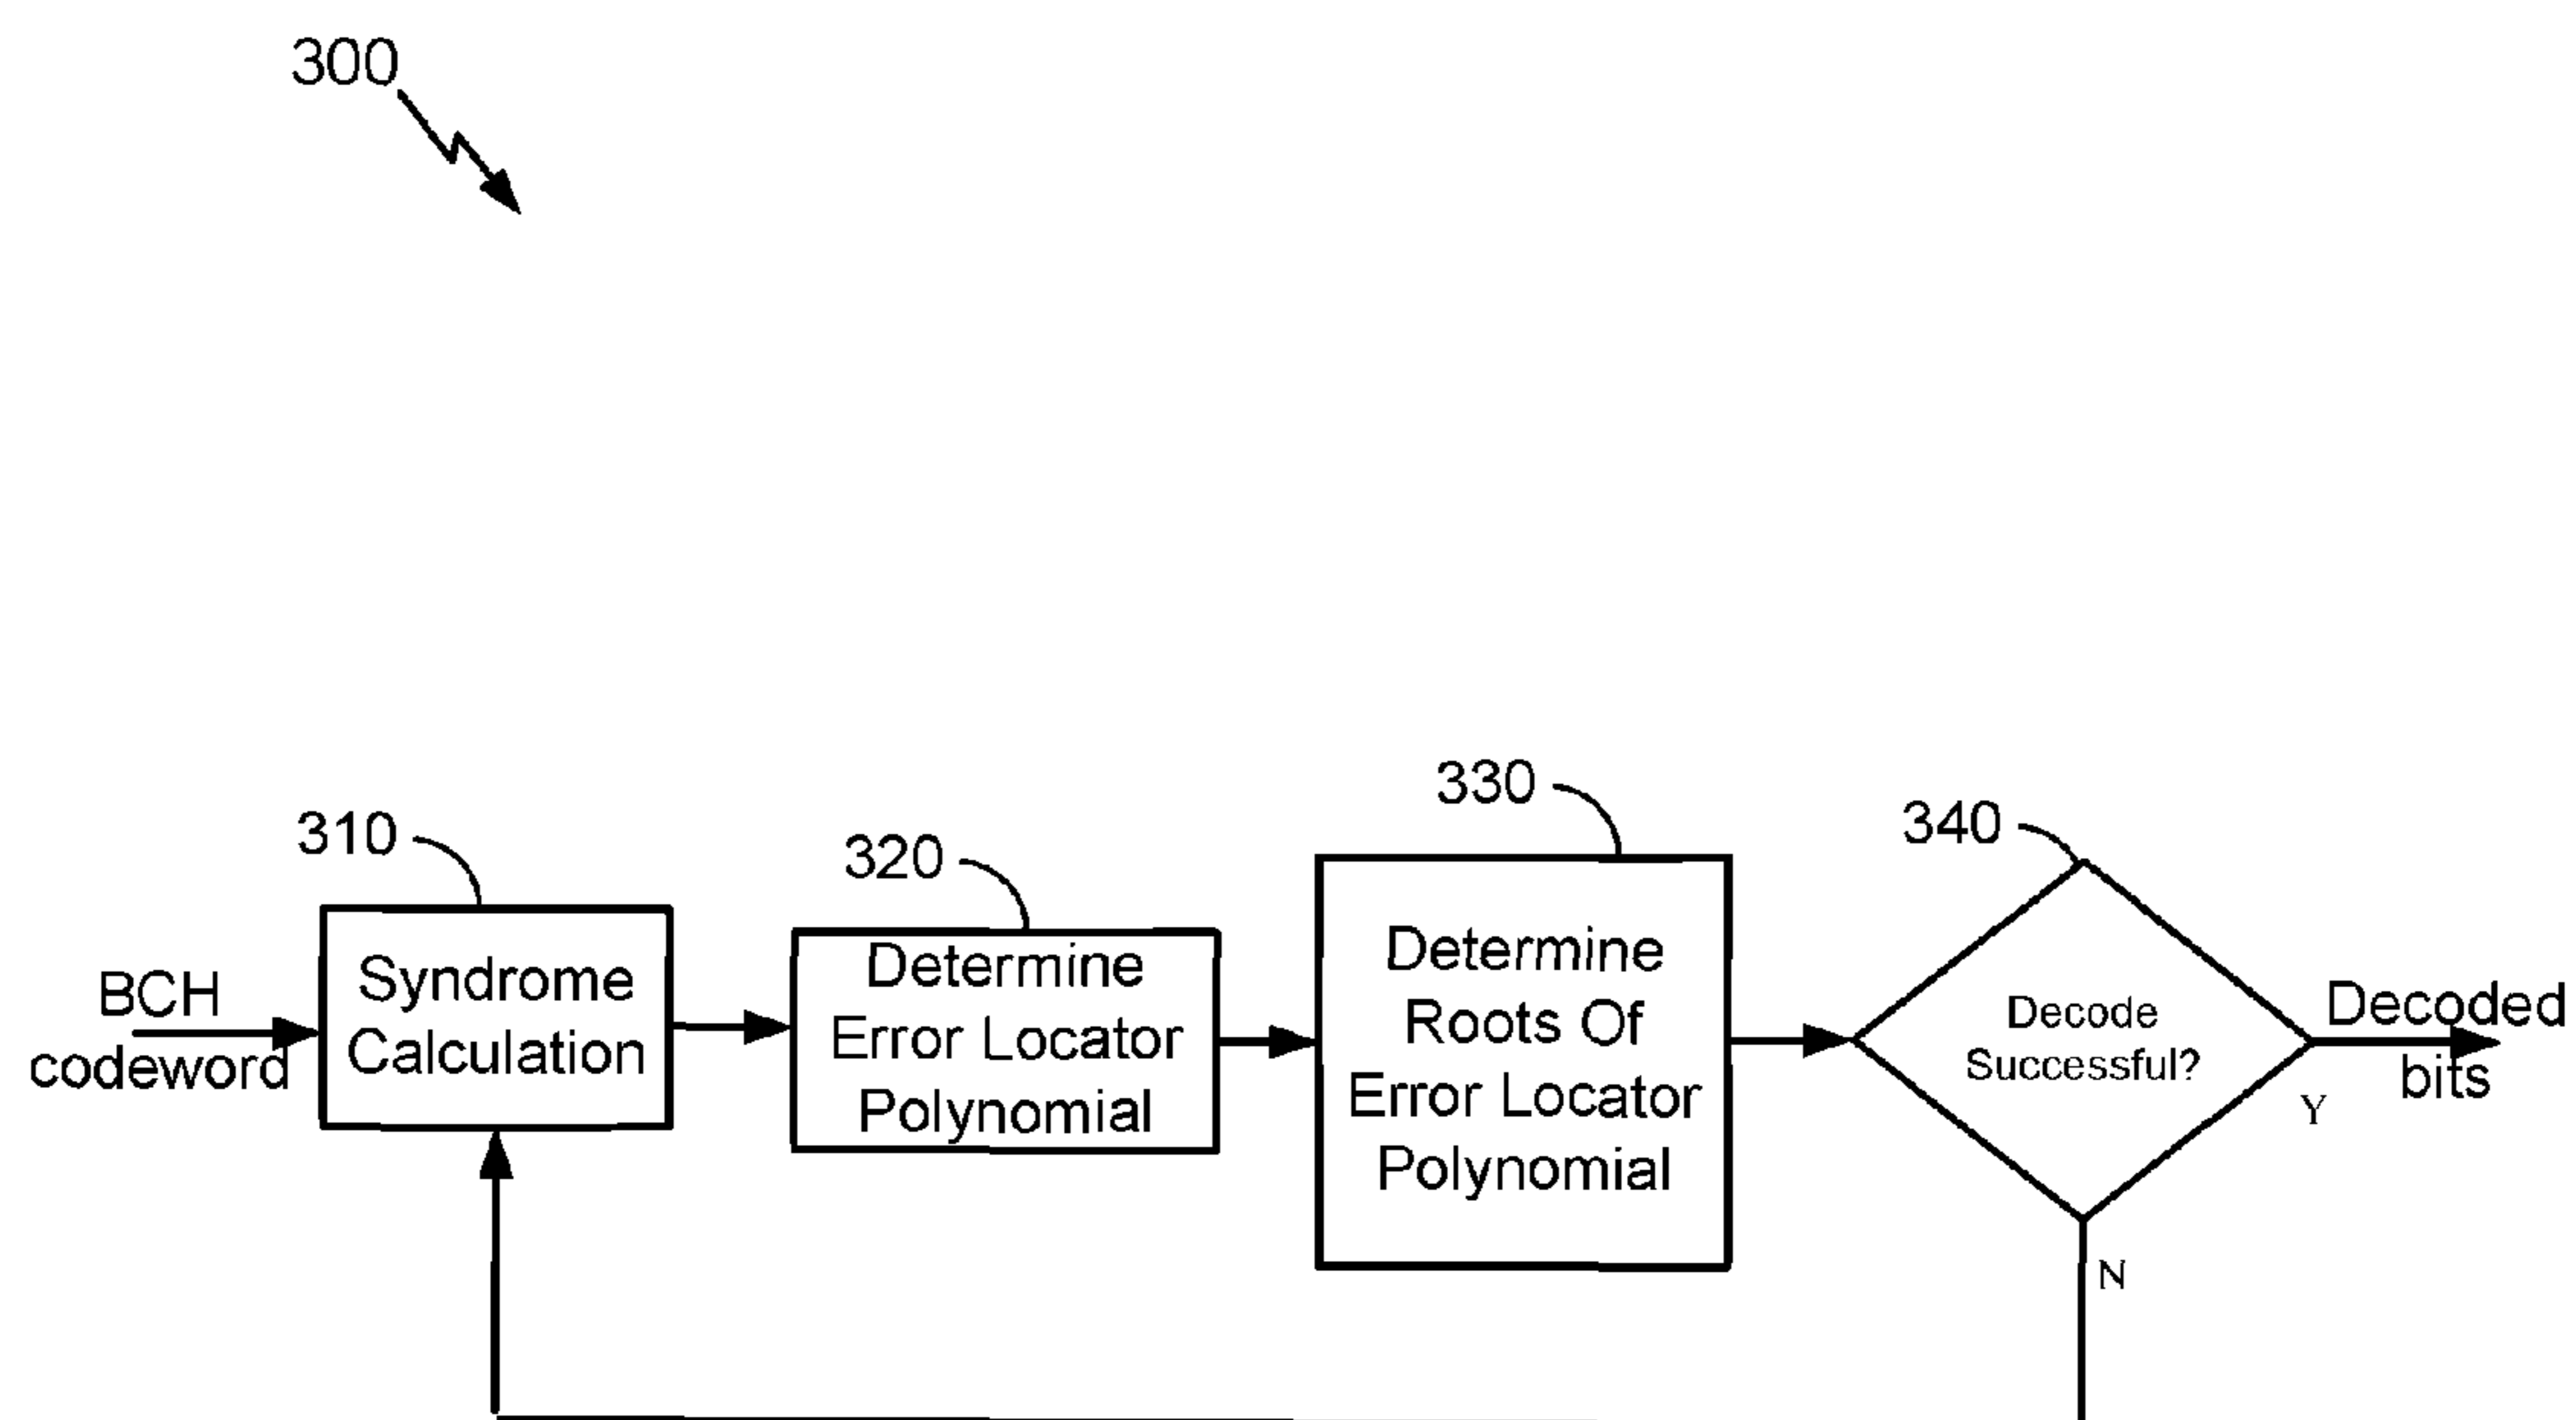 300
310
320
330
340
BCH
codeword
Syndrome
Calculation
Determine
Error Locator
Polynomial
Determine
Roots Of
Error Locator
Polynomial
Decode
Successful?
Decoded
bits
Y
N